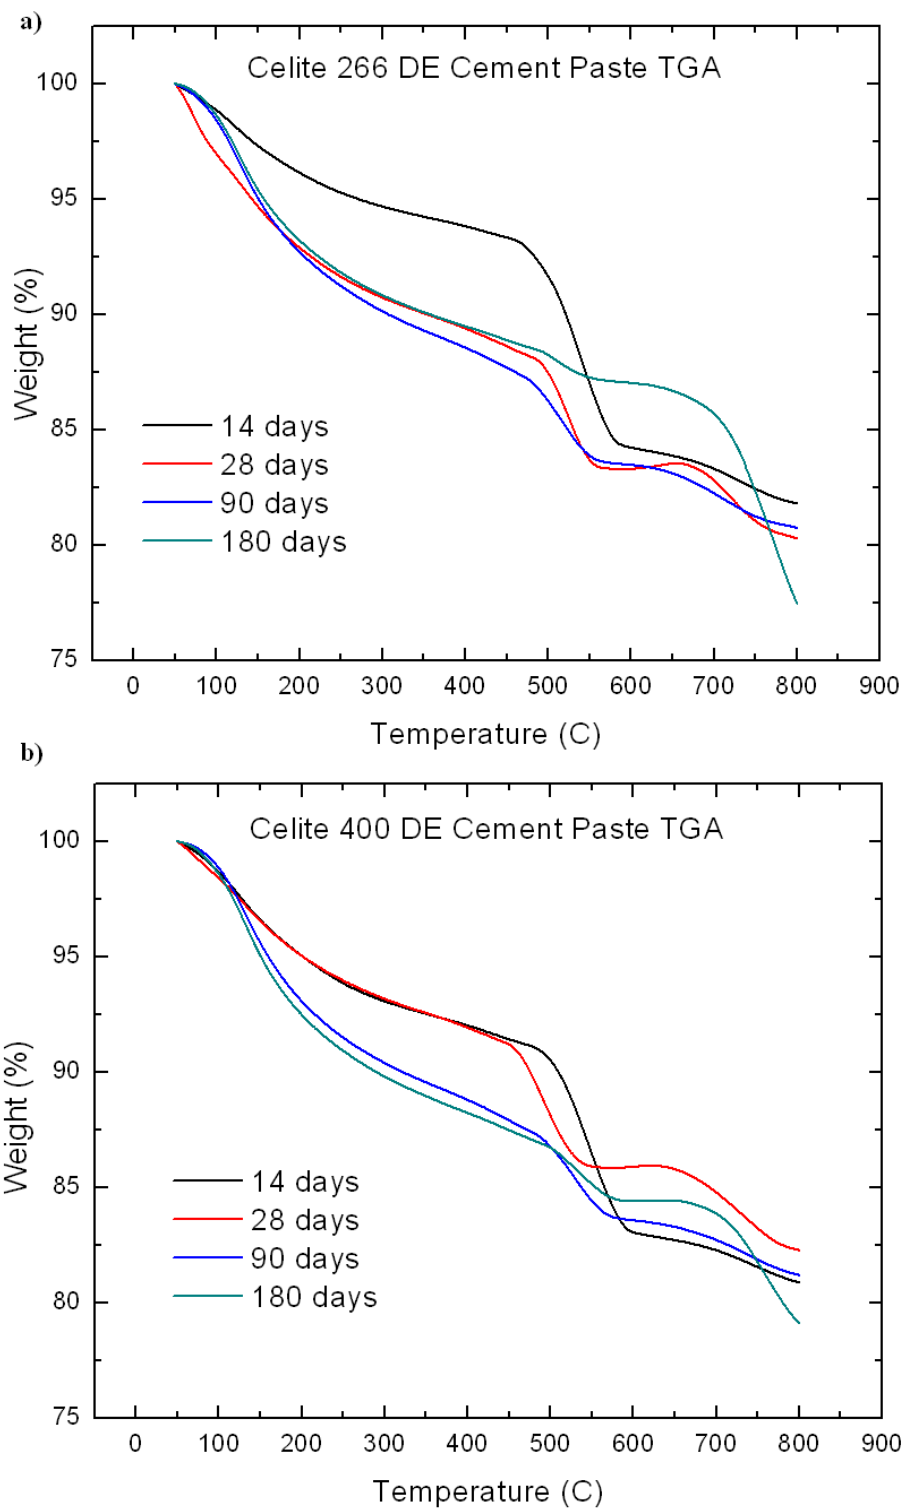 a)
Celite 266 DE Cement Paste TGA
100
95
90
85
80
75
Weight (%)
14 days
28 days
90 days
180 days
0 100 200 300 400 500 600 700 800 900
Temperature (C)
b)
Celite 400 DE Cement Paste TGA
100
95
90
85
80
75
Weight (%)
14 days
28 days
90 days
180 days
0 100 200 300 400 500 600 700 800 900
Temperature (C)